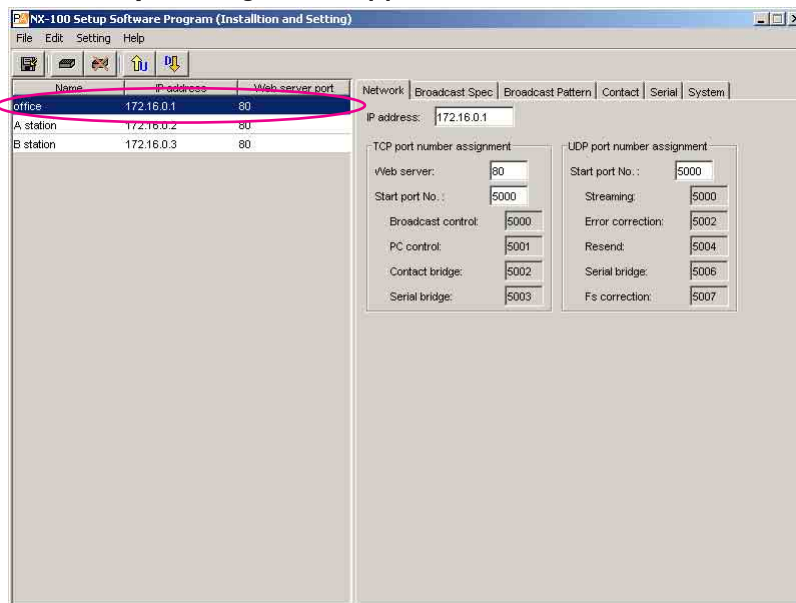 NX-100 Setup Software Program (Installtion and Setting)
File Edit Setting Help
Name IP address Web server port
office 172.16.0.1 80
A station 172.16.0.2 80
B station 172.16.0.3 80
Network Broadcast Spec Broadcast Pattern Contact Serial System
IP address: 172.16.0.1
TCP port number assignment
Web server: 80
Start port No. : 5000
Broadcast control: 5000
PC control: 5001
Contact bridge: 5002
Serial bridge: 5003
UDP port number assignment
Start port No. : 5000
Streaming: 5000
Error correction: 5002
Resend: 5004
Serial bridge: 5006
Fs correction: 5007